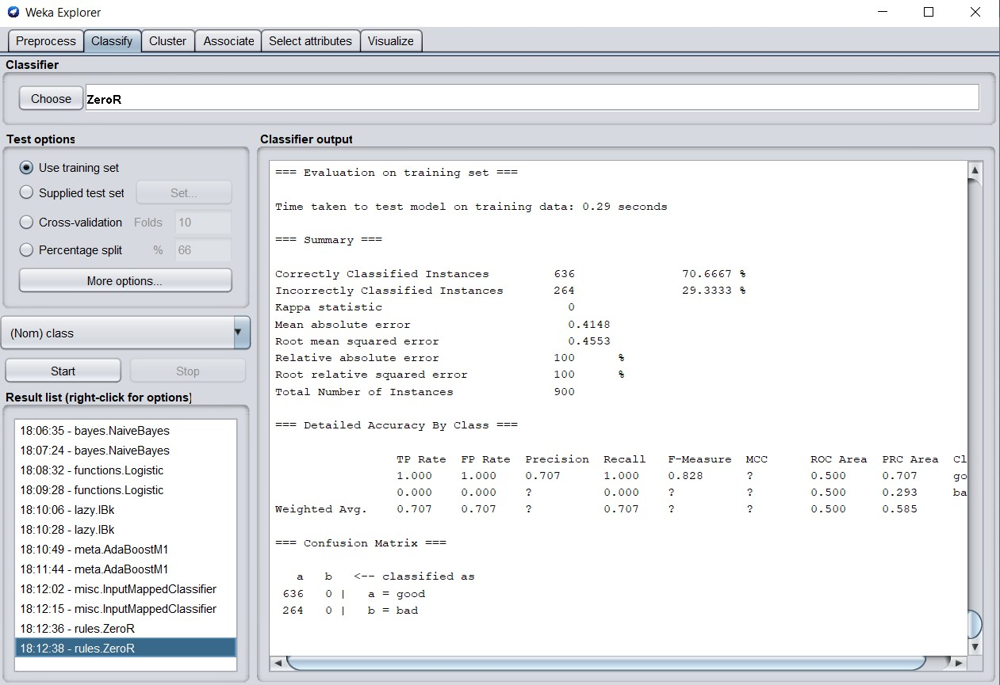 Weka Explorer
Preprocess Classify Cluster Associate Select attributes Visualize
Classifier
Choose ZeroR
Test options
Use training set
Supplied test set Set...
Cross-validation Folds 10
Percentage split % 66
More options...
(Nom) class
Start Stop
Result list (right-click for options)
18:06:35 - bayes.NaiveBayes
18:07:24 - bayes.NaiveBayes
18:08:32 - functions.Logistic
18:09:28 - functions.Logistic
18:10:06 - lazy.IBk
18:10:28 - lazy.IBk
18:10:49 - meta.AdaBoostM1
18:11:44 - meta.AdaBoostM1
18:12:02 - misc.InputMappedClassifier
18:12:15 - misc.InputMappedClassifier
18:12:36 - rules.ZeroR
18:12:38 - rules.ZeroR
Classifier output
=== Evaluation on training set ===
Time taken to test model on training data: 0.29 seconds
=== Summary ===
Correctly Classified Instances 636 70.6667 %
Incorrectly Classified Instances 264 29.3333 %
Kappa statistic 0
Mean absolute error 0.4148
Root mean squared error 0.4553
Relative absolute error 100 %
Root relative squared error 100 %
Total Number of Instances 900
=== Detailed Accuracy By Class ===
TP Rate FP Rate Precision Recall F-Measure MCC ROC Area PRC Area Cl
1.000 1.000 0.707 1.000 0.828 ? 0.500 0.707 go
0.000 0.000 ? 0.000 ? ? 0.500 0.293 ba
Weighted Avg. 0.707 0.707 ? 0.707 ? ? 0.500 0.585
=== Confusion Matrix ===
a b <-- classified as
636 0 | a = good
264 0 | b = bad